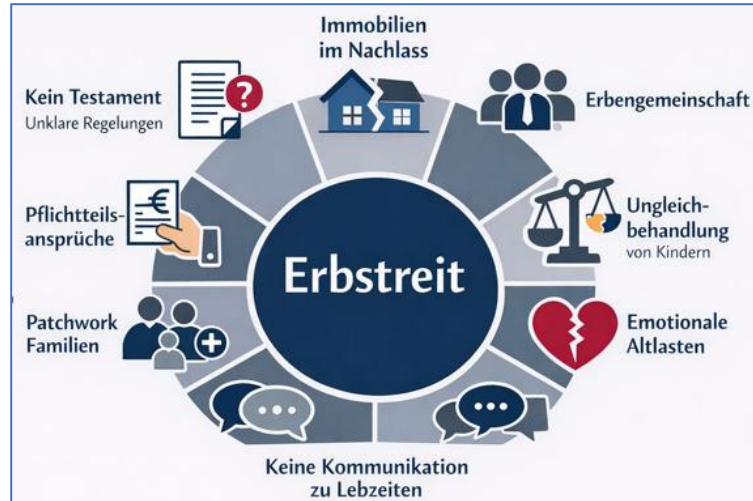 Immobilien
im Nachlass
Kein Testament
Unklare Regelungen
?
Erbengemeinschaft
Pflichtteils-
ansprüche
€
Ungleich-
behandlung
von Kindern
Erbstreit
Patchwork
Familien
Emotionale
Altlasten
Keine Kommunikation
zu Lebzeiten